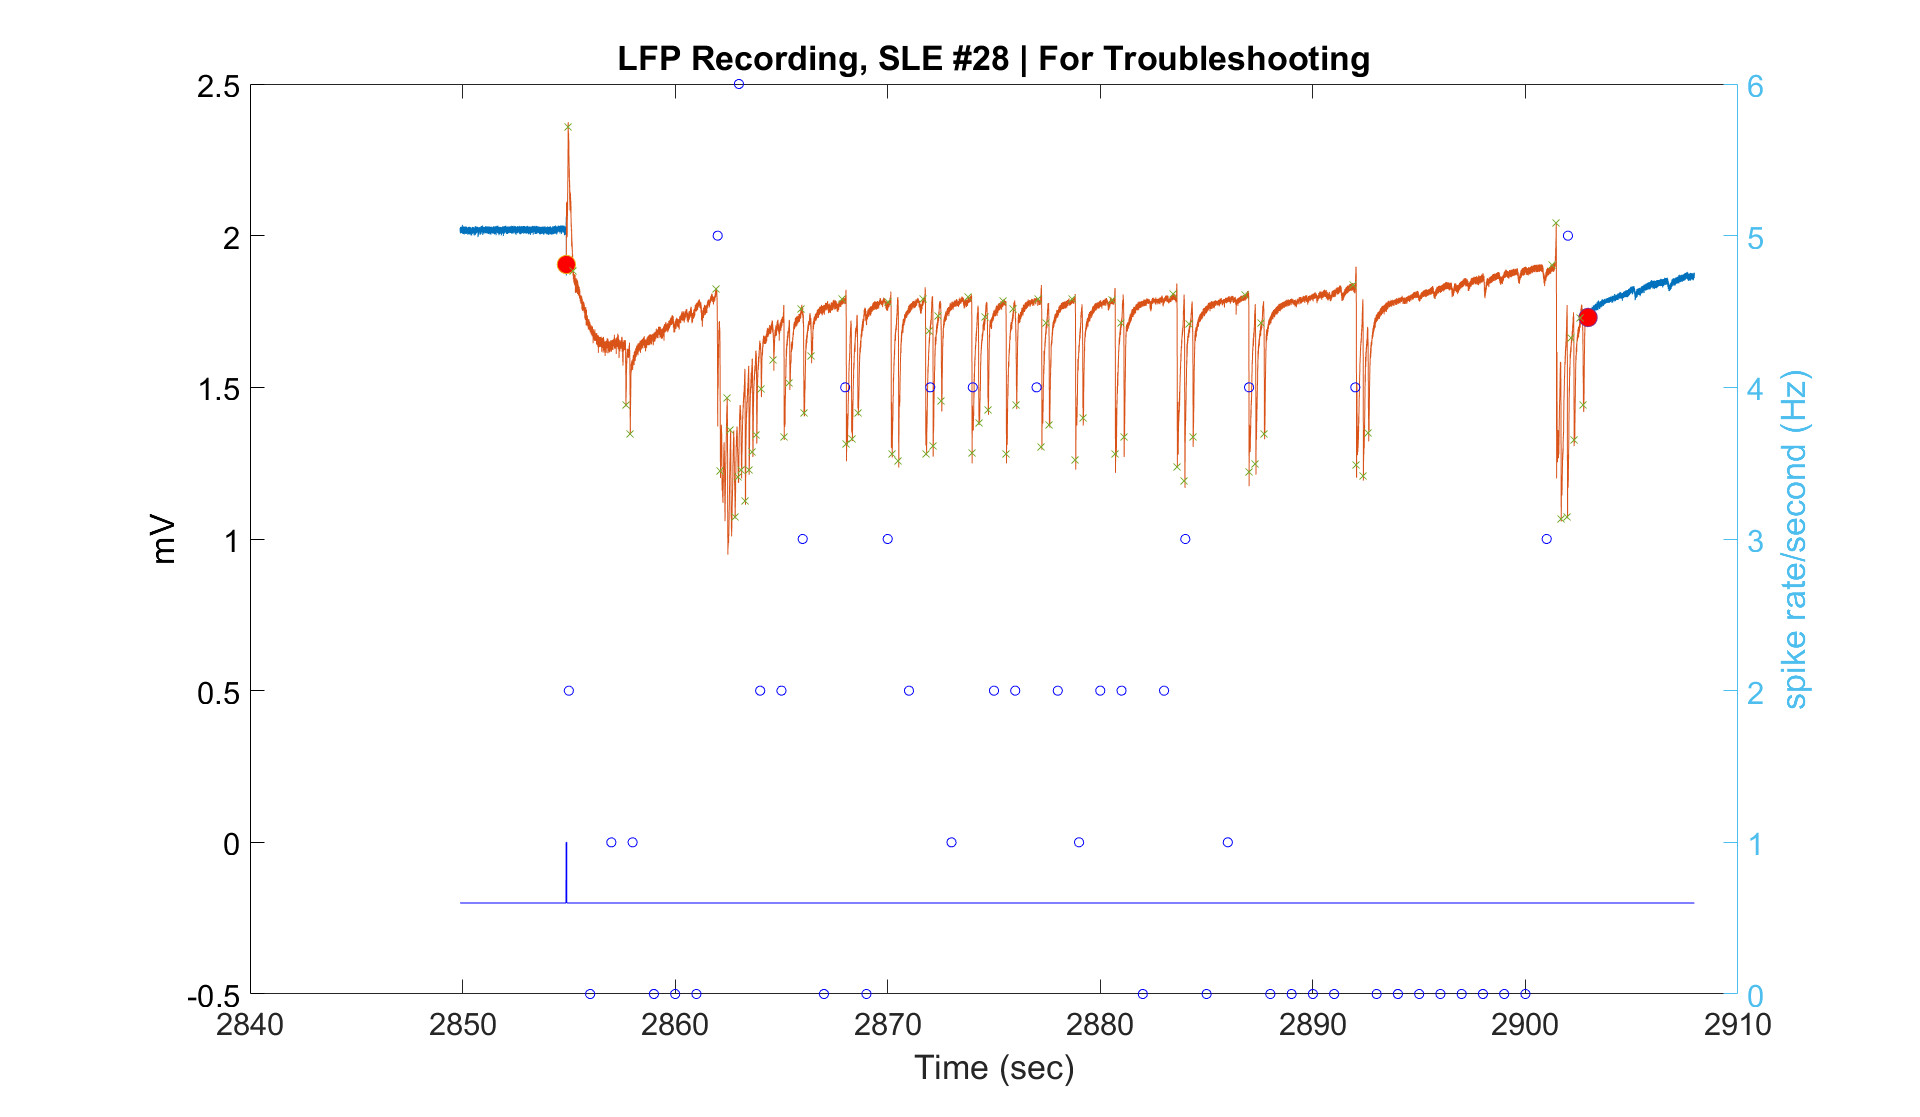 LFP Recording, SLE #28 | For Troubleshooting
2.5
2
1.5
1
0.5
0
-0.5
mV
6
5
4
3
2
1
0
spike rate/second (Hz)
2840 2850 2860 2870 2880 2890 2900 2910
Time (sec)